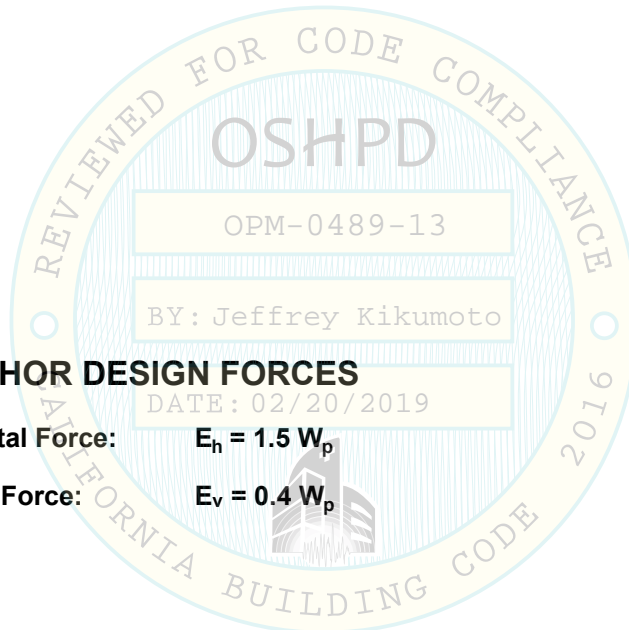 REVIEWED FOR CODE COMPLIANCE
OSHPD
OPM-0489-13
BY: Jeffrey Kikumoto
HOR DESIGN FORCES
DATE: 02/20/2019
tal Force: Eₕ = 1.5 Wₚ
Force: Eᵥ = 0.4 Wₚ
CALIFORNIA BUILDING CODE 2016